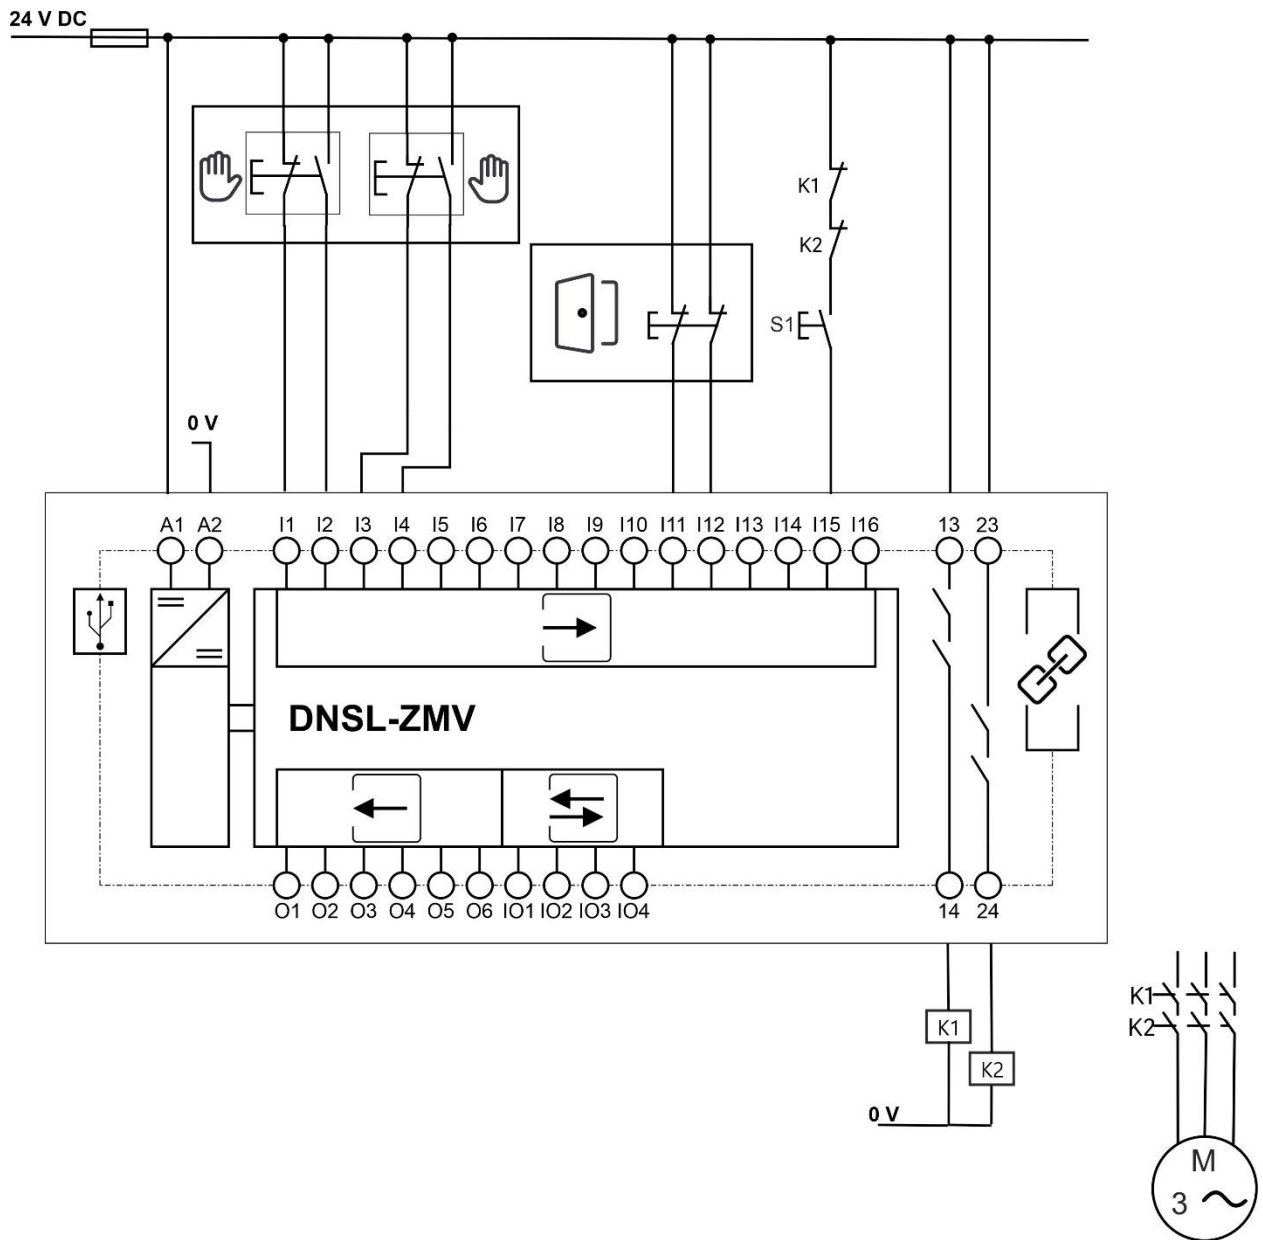 24 V DC
K1
K2
S1
0 V
A1 A2 I1 I2 I3 I4 I5 I6 I7 I8 I9 I10 I11 I12 I13 I14 I15 I16 13 23
DNSL-ZMV
O1 O2 O3 O4 O5 O6 IO1 IO2 IO3 IO4 14 24
K1
K2
0 V
K1
K2
M
3